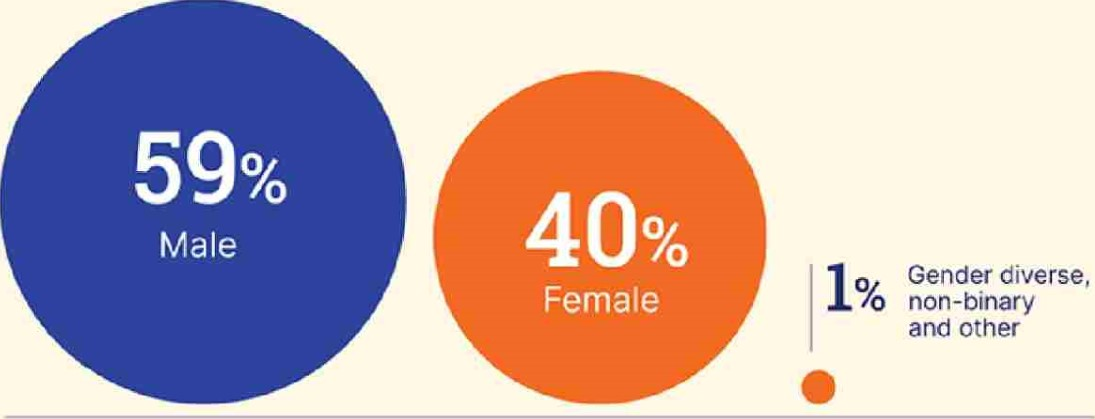 59%
Male
40%
Female
1%
Gender diverse,
non-binary
and other